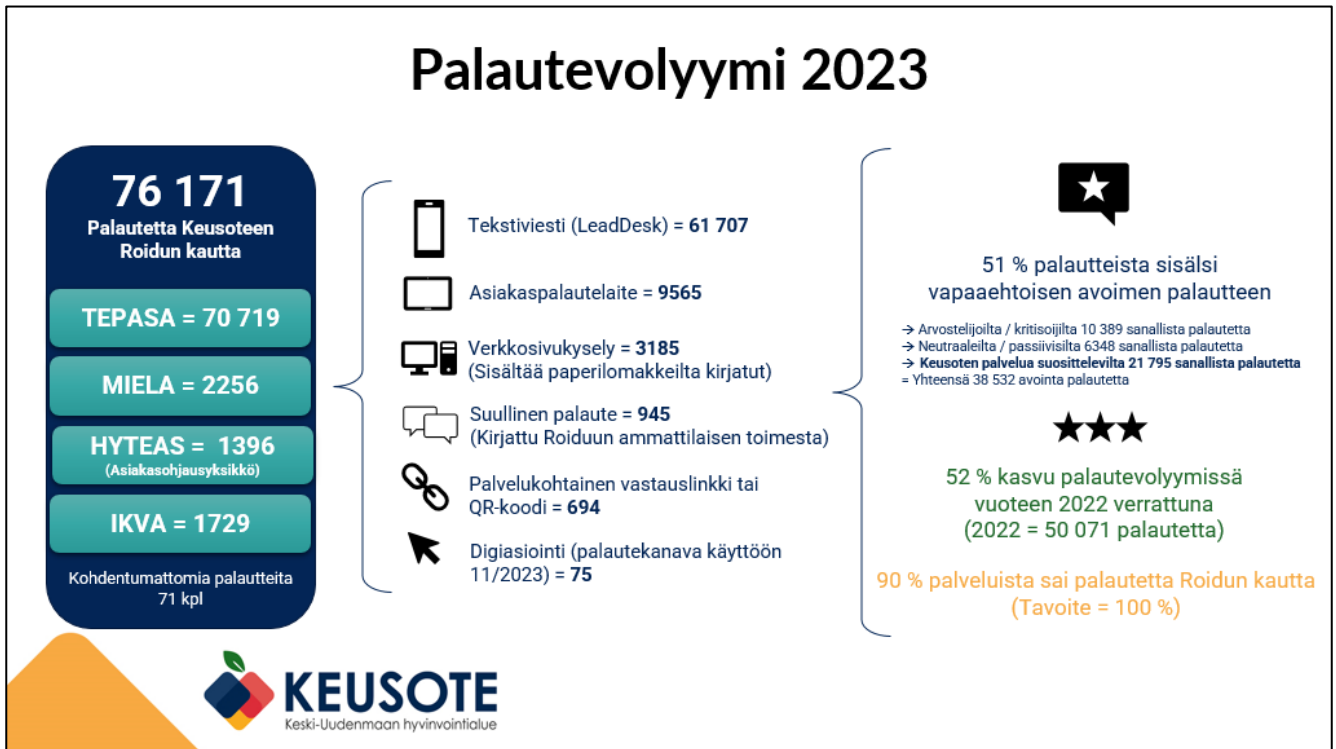 Palautevolyymi 2023
76 171
Palautetta Keusoteen
Roidun kautta
TEPASA = 70 719
MIELA = 2256
HYTEAS = 1396
(Asiakasohjausyksikkö)
IKVA = 1729
Kohdentumattomia palautteita
71 kpl
Tekstiviesti (LeadDesk) = 61 707
Asiakaspalautelaite = 9565
Verkkosivukysely = 3185
(Sisältää paperilomakkeilta kirjatut)
Suullinen palaute = 945
(Kirjattu Roiduun ammattilaisen toimesta)
Palvelukohtainen vastauslinkki tai
QR-koodi = 694
Digiasiointi (palautekanava käyttöön
11/2023) = 75
51 % palautteista sisälsi
vapaaehtoisen avoimen palautteen
→ Arvostelijoilta / kritisoijilta 10 389 sanallista palautetta
→ Neutraaleilta / passiivisilta 6348 sanallista palautetta
→ Keusoten palvelua suosittelevilta 21 795 sanallista palautetta
= Yhteensä 38 532 avointa palautetta
52 % kasvu palautevolyymissä
vuoteen 2022 verrattuna
(2022 = 50 071 palautetta)
90 % palveluista sai palautetta Roidun kautta
(Tavoite = 100 %)
KEUSOTE
Keski-Uudenmaan hyvinvointialue